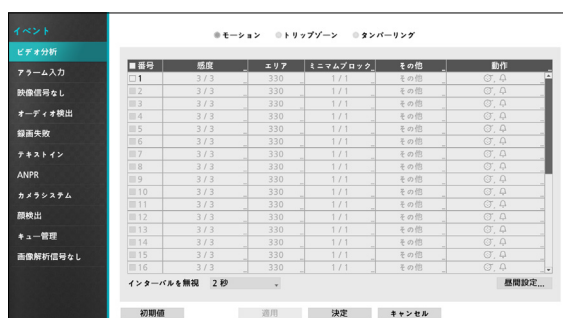 イベント
ビデオ分析
アラーム入力
映像信号なし
オーディオ検出
録画失敗
テキストイン
ANPR
カメラシステム
顔検出
キュー管理
画像解析信号なし
モーション トリップゾーン タンパーリング
番号 感度 エリア ミニマムブロック その他 動作
1 3 / 3 330 1 / 1 その他
2 3 / 3 330 1 / 1 その他
3 3 / 3 330 1 / 1 その他
4 3 / 3 330 1 / 1 その他
5 3 / 3 330 1 / 1 その他
6 3 / 3 330 1 / 1 その他
7 3 / 3 330 1 / 1 その他
8 3 / 3 330 1 / 1 その他
9 3 / 3 330 1 / 1 その他
10 3 / 3 330 1 / 1 その他
11 3 / 3 330 1 / 1 その他
12 3 / 3 330 1 / 1 その他
13 3 / 3 330 1 / 1 その他
14 3 / 3 330 1 / 1 その他
15 3 / 3 330 1 / 1 その他
16 3 / 3 330 1 / 1 その他
インターバルを無視 2 秒 昼間設定...
初期値 適用 決定 キャンセル